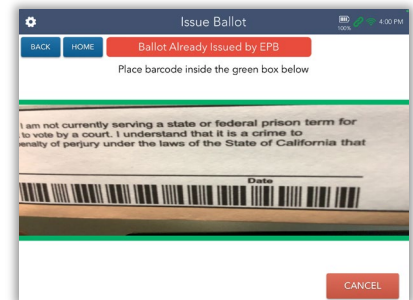 Issue Ballot
100%
4:00 PM
BACK
HOME
Ballot Already Issued by EPB
Place barcode inside the green box below
I am not currently serving a state or federal prison term for
to vote by a court. I understand that it is a crime to
enalty of perjury under the laws of the State of California that
Date
CANCEL